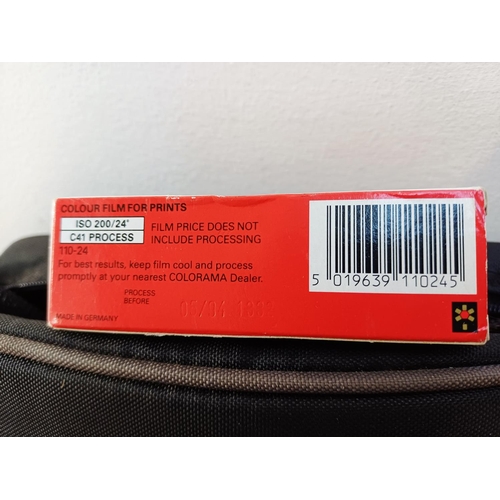 COLOUR FILM FOR PRINTS
ISO 200/24°
C41 PROCESS
FILM PRICE DOES NOT
INCLUDE PROCESSING
110-24
For best results, keep film cool and process
promptly at your nearest COLORAMA Dealer.
PROCESS
BEFORE
MADE IN GERMANY
5 019639 110245